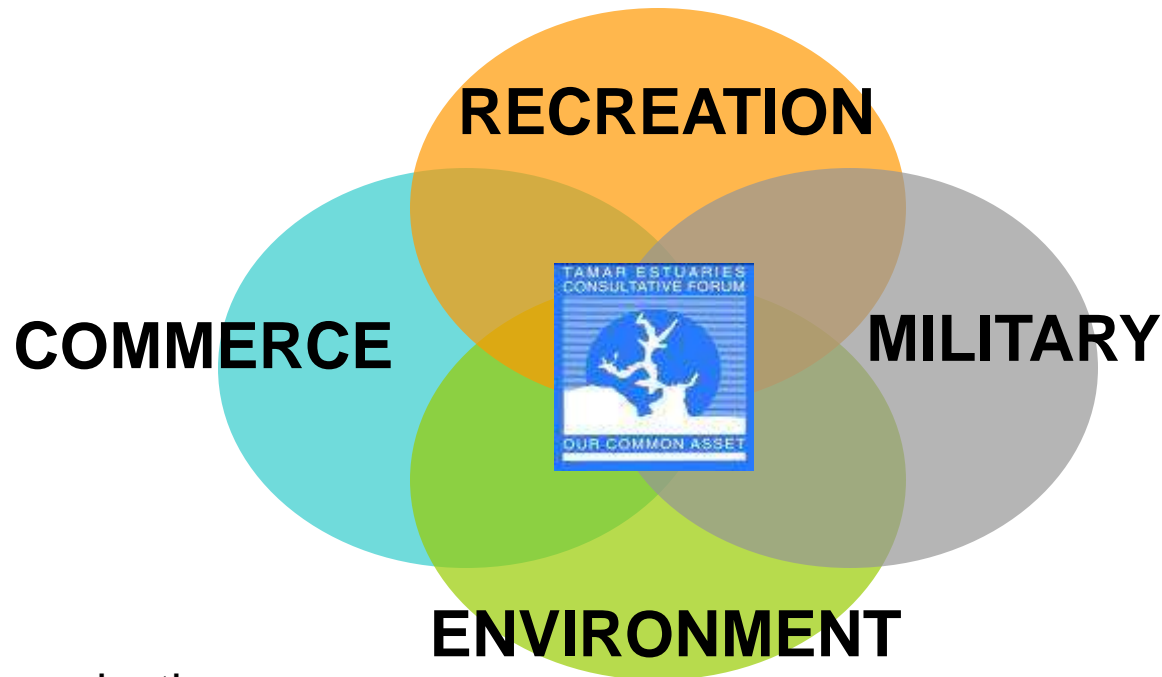 RECREATION
TAMAR ESTUARIES
CONSULTATIVE FORUM
COMMERCE
MILITARY
OUR COMMON ASSET
ENVIRONMENT